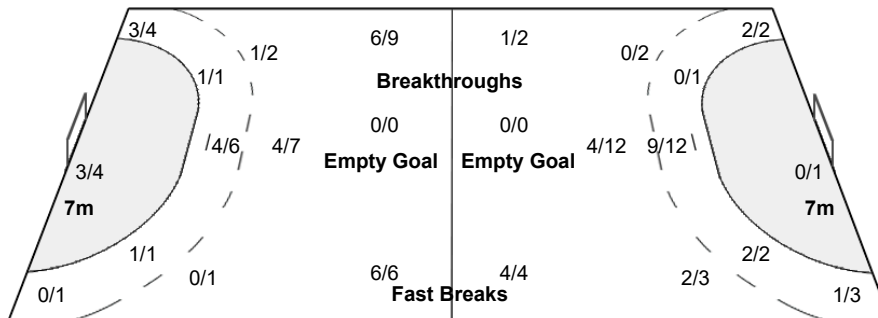 3/4 6/9 1/2 2/2
1/2 0/2
1/1 Breakthroughs 0/1
0/0 0/0
4/6 4/7 4/12 9/12
Empty Goal Empty Goal
3/4 0/1
7m 7m
1/1 2/2
0/1 6/6 4/4 2/3
0/1 Fast Breaks 1/3